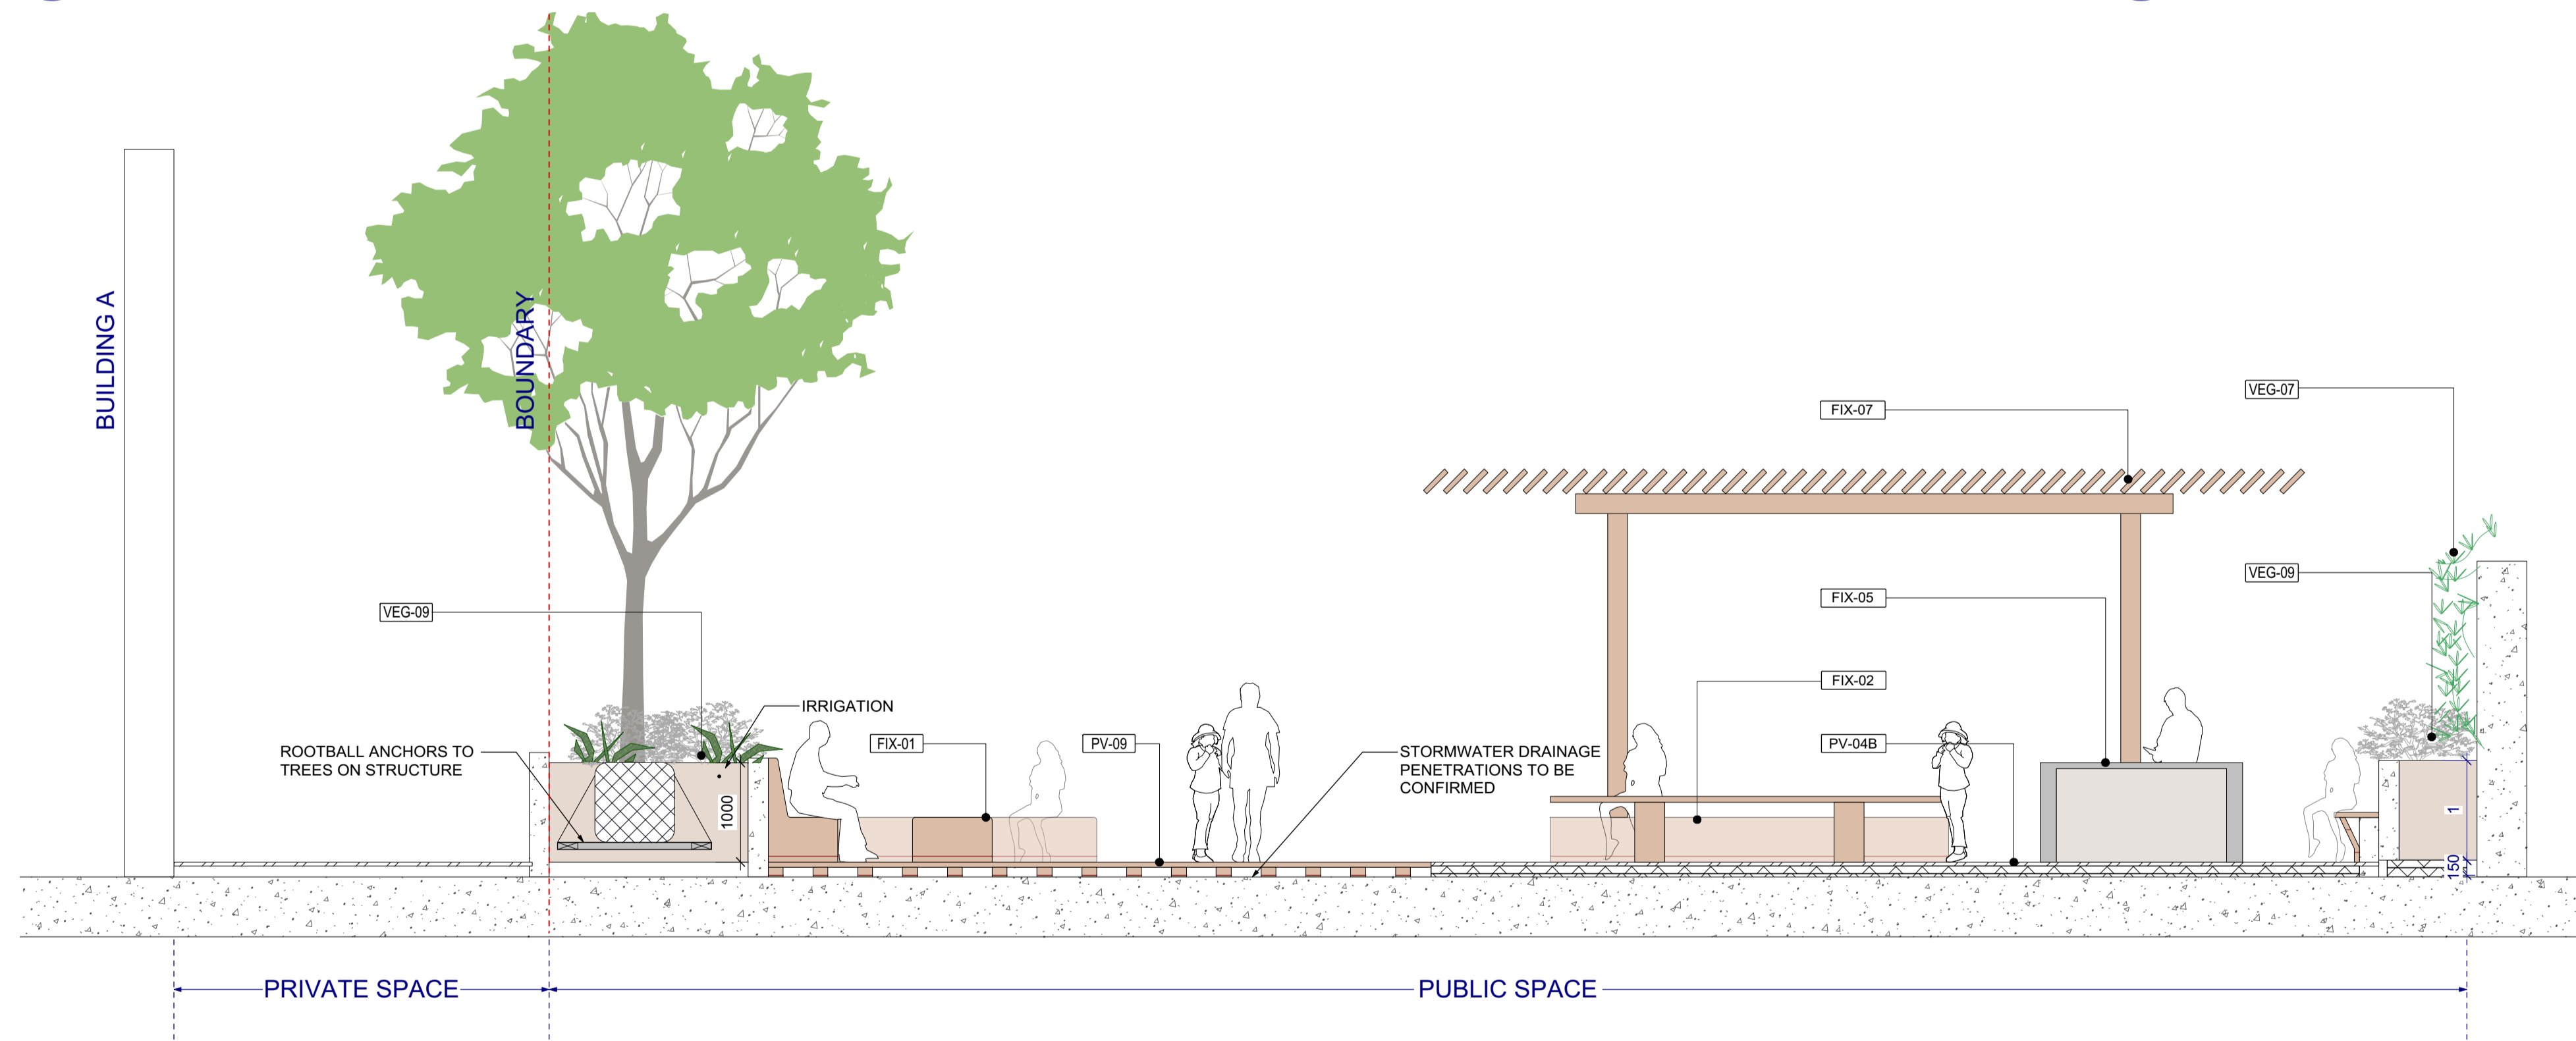 BUILDING A
BOUNDARY
VEG-07
FIX-07
VEG-09
FIX-05
VEG-09
FIX-02
IRRIGATION
FIX-01
PV-09
PV-04B
ROOTBALL ANCHORS TO
TREES ON STRUCTURE
STORMWATER DRAINAGE
PENETRATIONS TO BE
CONFIRMED
1000
1
150
PRIVATE SPACE
PUBLIC SPACE